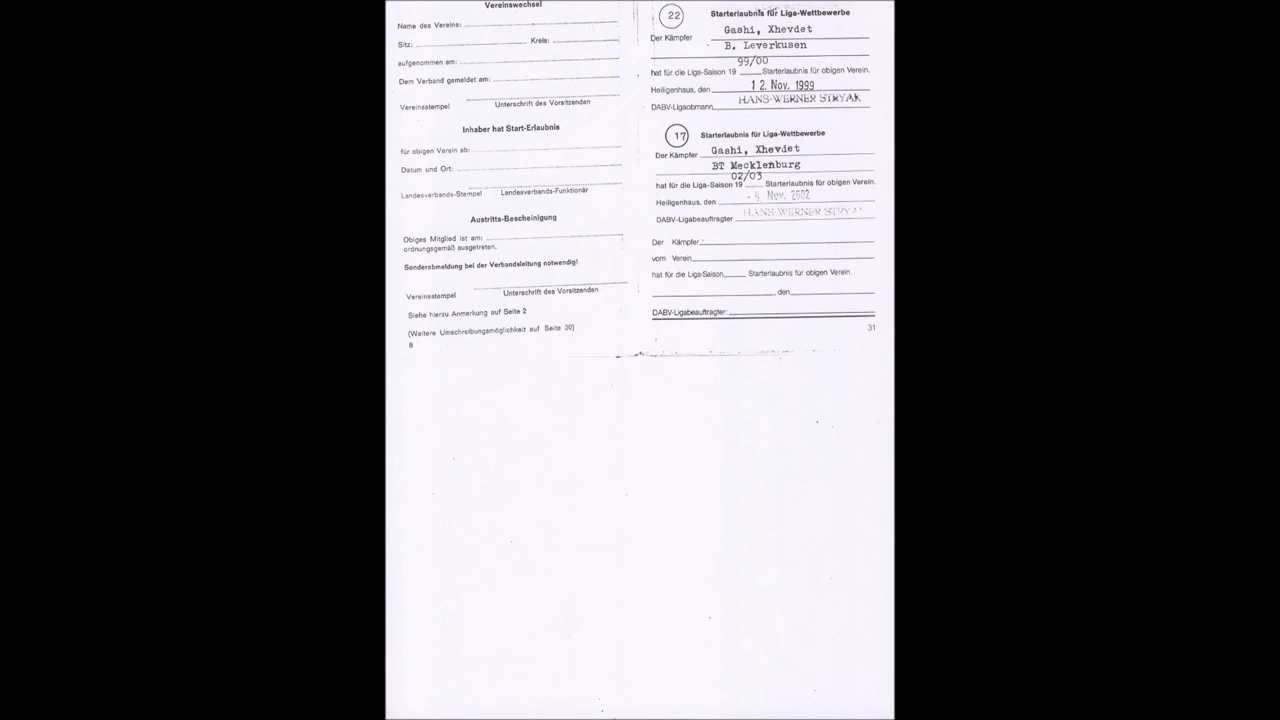 Vereinswechsel
Name des Vereins:
Sitz: Kreis:
aufgenommen am:
Dem Verband gemeldet am:
Vereinsstempel Unterschrift des Vorsitzenden
Inhaber hat Start-Erlaubnis
für obigen Verein ab:
Datum und Ort:
Landesverbands-Stempel Landesverbands-Funktionär
Austritts-Bescheinigung
Obiges Mitglied ist am:
ordnungsgemäß ausgetreten.
Sonderabmeldung bei der Verbandsleitung notwendig!
Vereinsstempel Unterschrift des Vorsitzenden
Siehe hierzu Anmerkung auf Seite 2
(Weitere Umschreibungsmöglichkeit auf Seite 30)
8
22 Starterlaubnis für Liga-Wettbewerbe
Gashi, Xhevdet
Der Kämpfer
B. Leverkusen
99/00
hat für die Liga-Saison 19 Starterlaubnis für obigen Verein.
Heiligenhaus, den 12. Nov. 1999
DABV-Ligaobmann HANS-WERNER STRYAK
17 Starterlaubnis für Liga-Wettbewerbe
Der Kämpfer Gashi, Xhevdet
BT Mecklenburg
02/03
hat für die Liga-Saison 19 Starterlaubnis für obigen Verein.
Heiligenhaus, den - 4. Nov. 2002
DABV-Ligabeauftragter HANS-WERNER STRYAK
Der Kämpfer
vom Verein
hat für die Liga-Saison Starterlaubnis für obigen Verein.
, den
DABV-Ligabeauftragter:
31